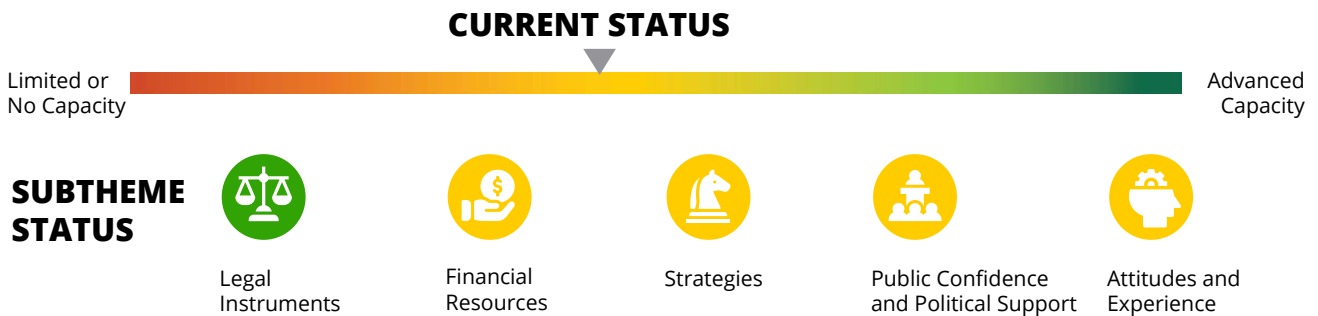 CURRENT STATUS
Limited or
No Capacity
Advanced
Capacity
SUBTHEME
STATUS
$
Legal
Instruments
Financial
Resources
Strategies
Public Confidence
and Political Support
Attitudes and
Experience